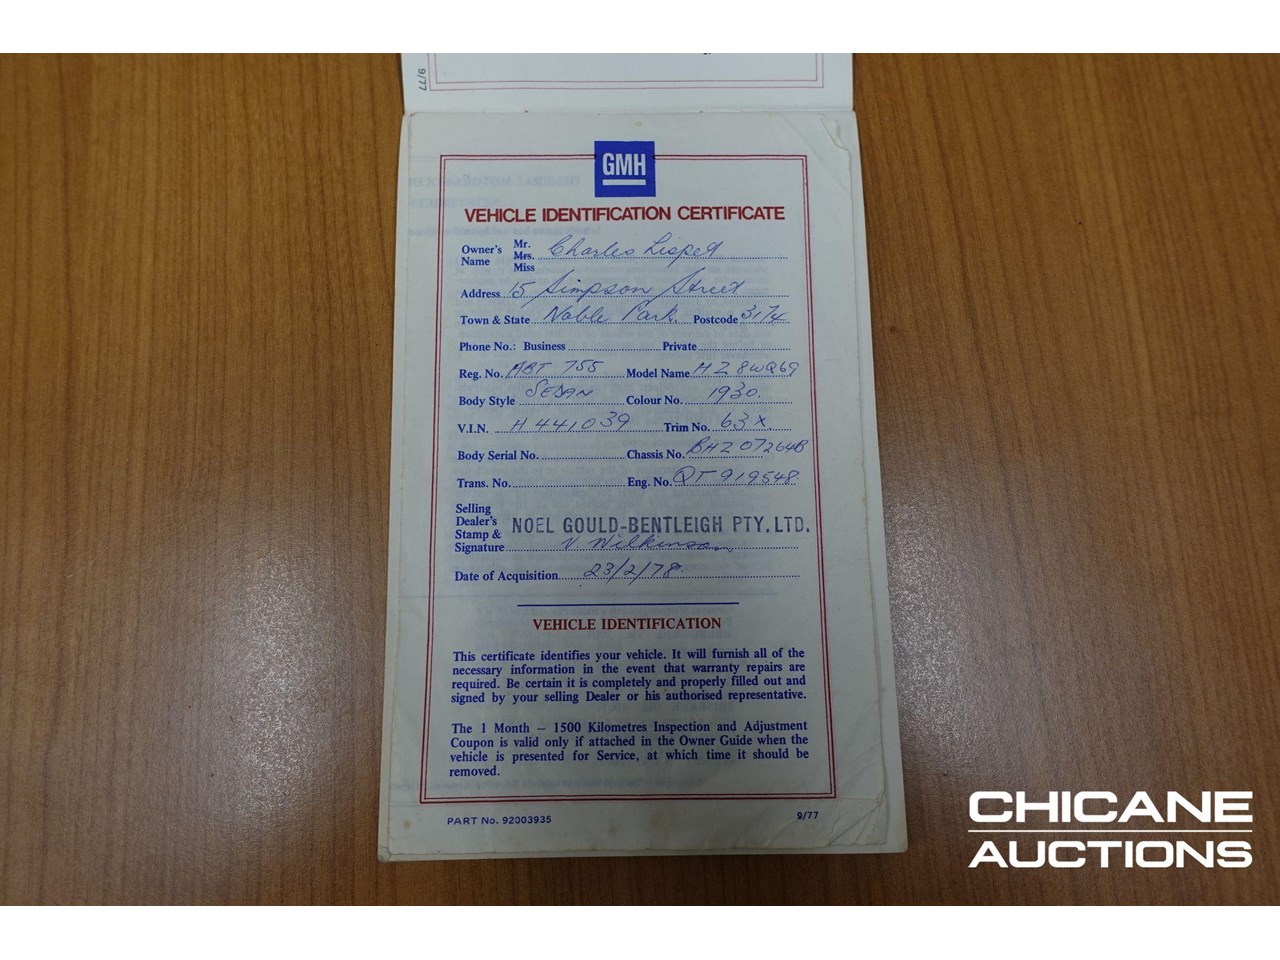 9/77
GMH
VEHICLE IDENTIFICATION CERTIFICATE
Owner's Name Mr. Mrs. Miss Charles
Address 15 Simpson Street
Town & State Noble Park. Postcode 3174
Phone No.: Business Private
Reg. No. 755 Model Name HZ 8WQ69
Body Style SEDAN Colour No. 1930.
V.I.N. H441039 Trim No. 63X.
Body Serial No. Chassis No.
Trans. No. Eng. No. QT919548.
Selling
Dealer's
Stamp &
Signature
NOEL GOULD-BENTLEIGH PTY. LTD.
V Wilkinson
Date of Acquisition 23/2/78.
VEHICLE IDENTIFICATION
This certificate identifies your vehicle. It will furnish all of the
necessary information in the event that warranty repairs are
required. Be certain it is completely and properly filled out and
signed by your selling Dealer or his authorised representative.
The 1 Month – 1500 Kilometres Inspection and Adjustment
Coupon is valid only if attached in the Owner Guide when the
vehicle is presented for Service, at which time it should be
removed.
PART No. 92003935 9/77
CHICANE
AUCTIONS